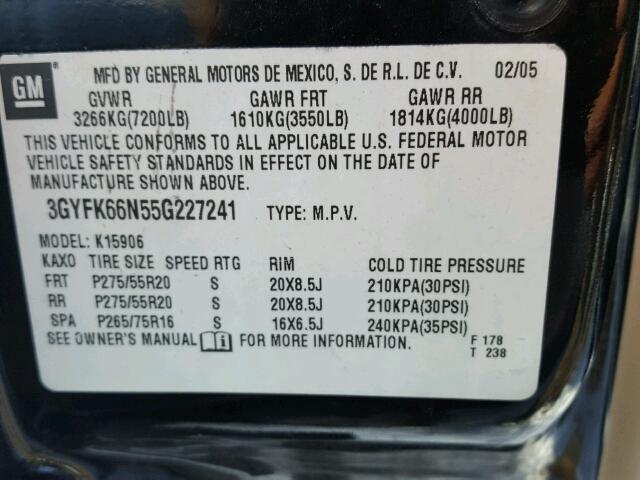 GM ® MFD BY GENERAL MOTORS DE MEXICO, S. DE R.L. DE C.V. 02/05
GVWR GAWR FRT GAWR RR
3266KG(7200LB) 1610KG(3550LB) 1814KG(4000LB)
THIS VEHICLE CONFORMS TO ALL APPLICABLE U.S. FEDERAL MOTOR
VEHICLE SAFETY STANDARDS IN EFFECT ON THE DATE OF
MANUFACTURE SHOWN ABOVE.
3GYFK66N55G227241 TYPE: M.P.V.
MODEL: K15906
KAXO TIRE SIZE SPEED RTG RIM COLD TIRE PRESSURE
FRT P275/55R20 S 20X8.5J 210KPA(30PSI)
RR P275/55R20 S 20X8.5J 210KPA(30PSI)
SPA P265/75R16 S 16X6.5J 240KPA(35PSI)
SEE OWNER'S MANUAL FOR MORE INFORMATION. F 178
T 238